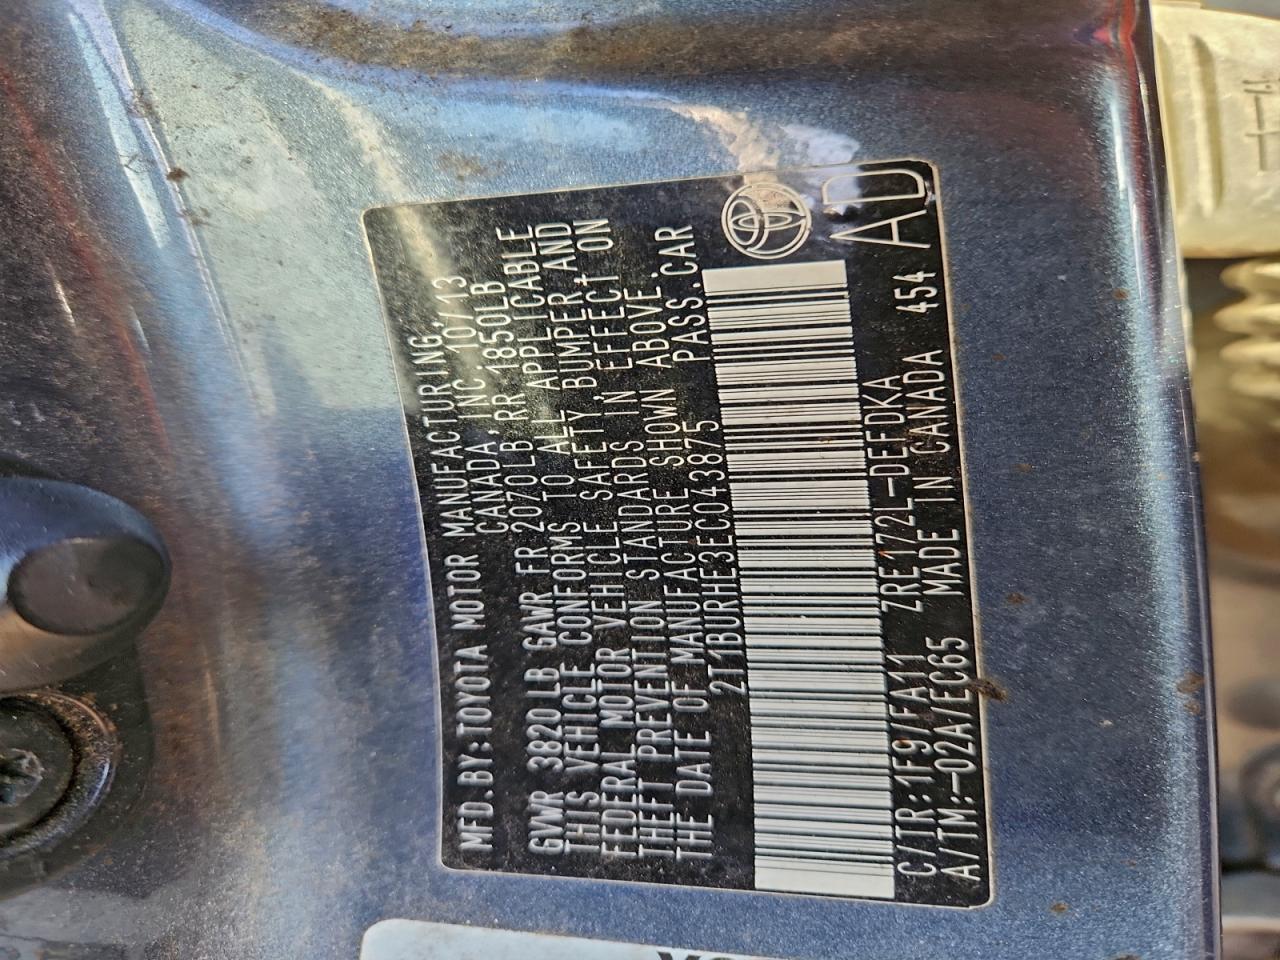 MFD.BY:TOYOTA MOTOR MANUFACTURING,
CANADA,INC. 10/13
GVWR 3820LB GAWR FR 2070LB RR 1850LB
THIS VEHICLE CONFORMS TO ALL APPLICABLE
FEDERAL MOTOR VEHICLE SAFETY,BUMPER,AND
THEFT PREVENTION STANDARDS IN EFFECT ON
THE DATE OF MANUFACTURE SHOWN ABOVE.
2T1BURHE3EC043875 PASS.CAR
C/TR:1F9/FA11 ZRE172L-DEFDKA
A/TM:-02A/EC65 MADE IN CANADA 454 AD